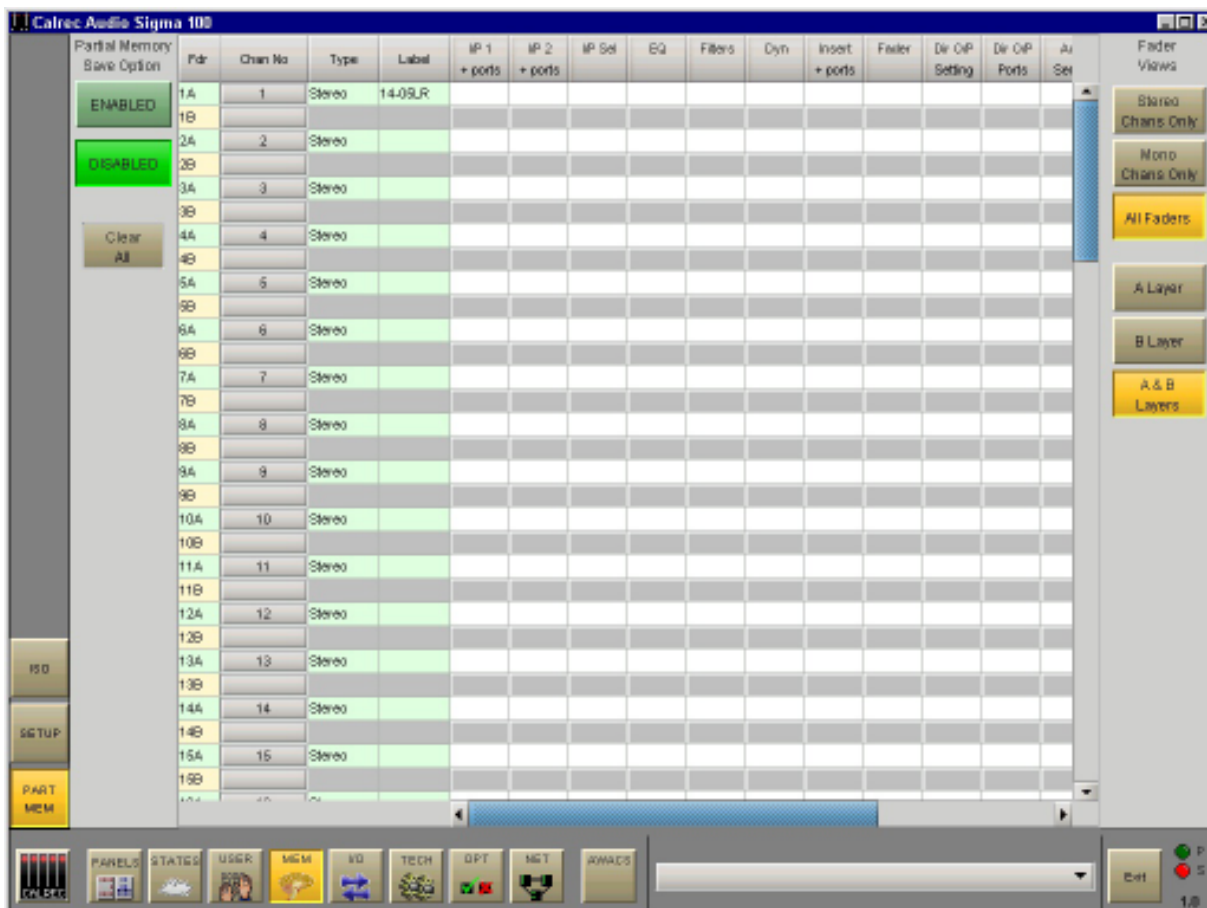 Calrec Audio Sigma 100
Partial Memory
Save Option
ENABLED
DISABLED
Clear
All
Fdr Chan No Type Label I/P 1 + ports I/P 2 + ports I/P Sel EQ Filters Dyn Insert + ports Fader Dir O/P Setting Dir O/P Ports
1A 1 Stereo 14-05LR
1B
2A 2 Stereo
2B
3A 3 Stereo
3B
4A 4 Stereo
4B
5A 5 Stereo
5B
6A 6 Stereo
6B
7A 7 Stereo
7B
8A 8 Stereo
8B
9A 9 Stereo
9B
10A 10 Stereo
10B
11A 11 Stereo
11B
12A 12 Stereo
12B
13A 13 Stereo
13B
14A 14 Stereo
14B
15A 15 Stereo
15B
Fader
Views
Stereo
Chans Only
Mono
Chans Only
All Faders
A Layer
B Layer
A & B
Layers
ISO
SETUP
PART
MEM
CALREC PANELS STATES USER MEM I/O TECH OPT NET AWACS Exit
P
S
1/8